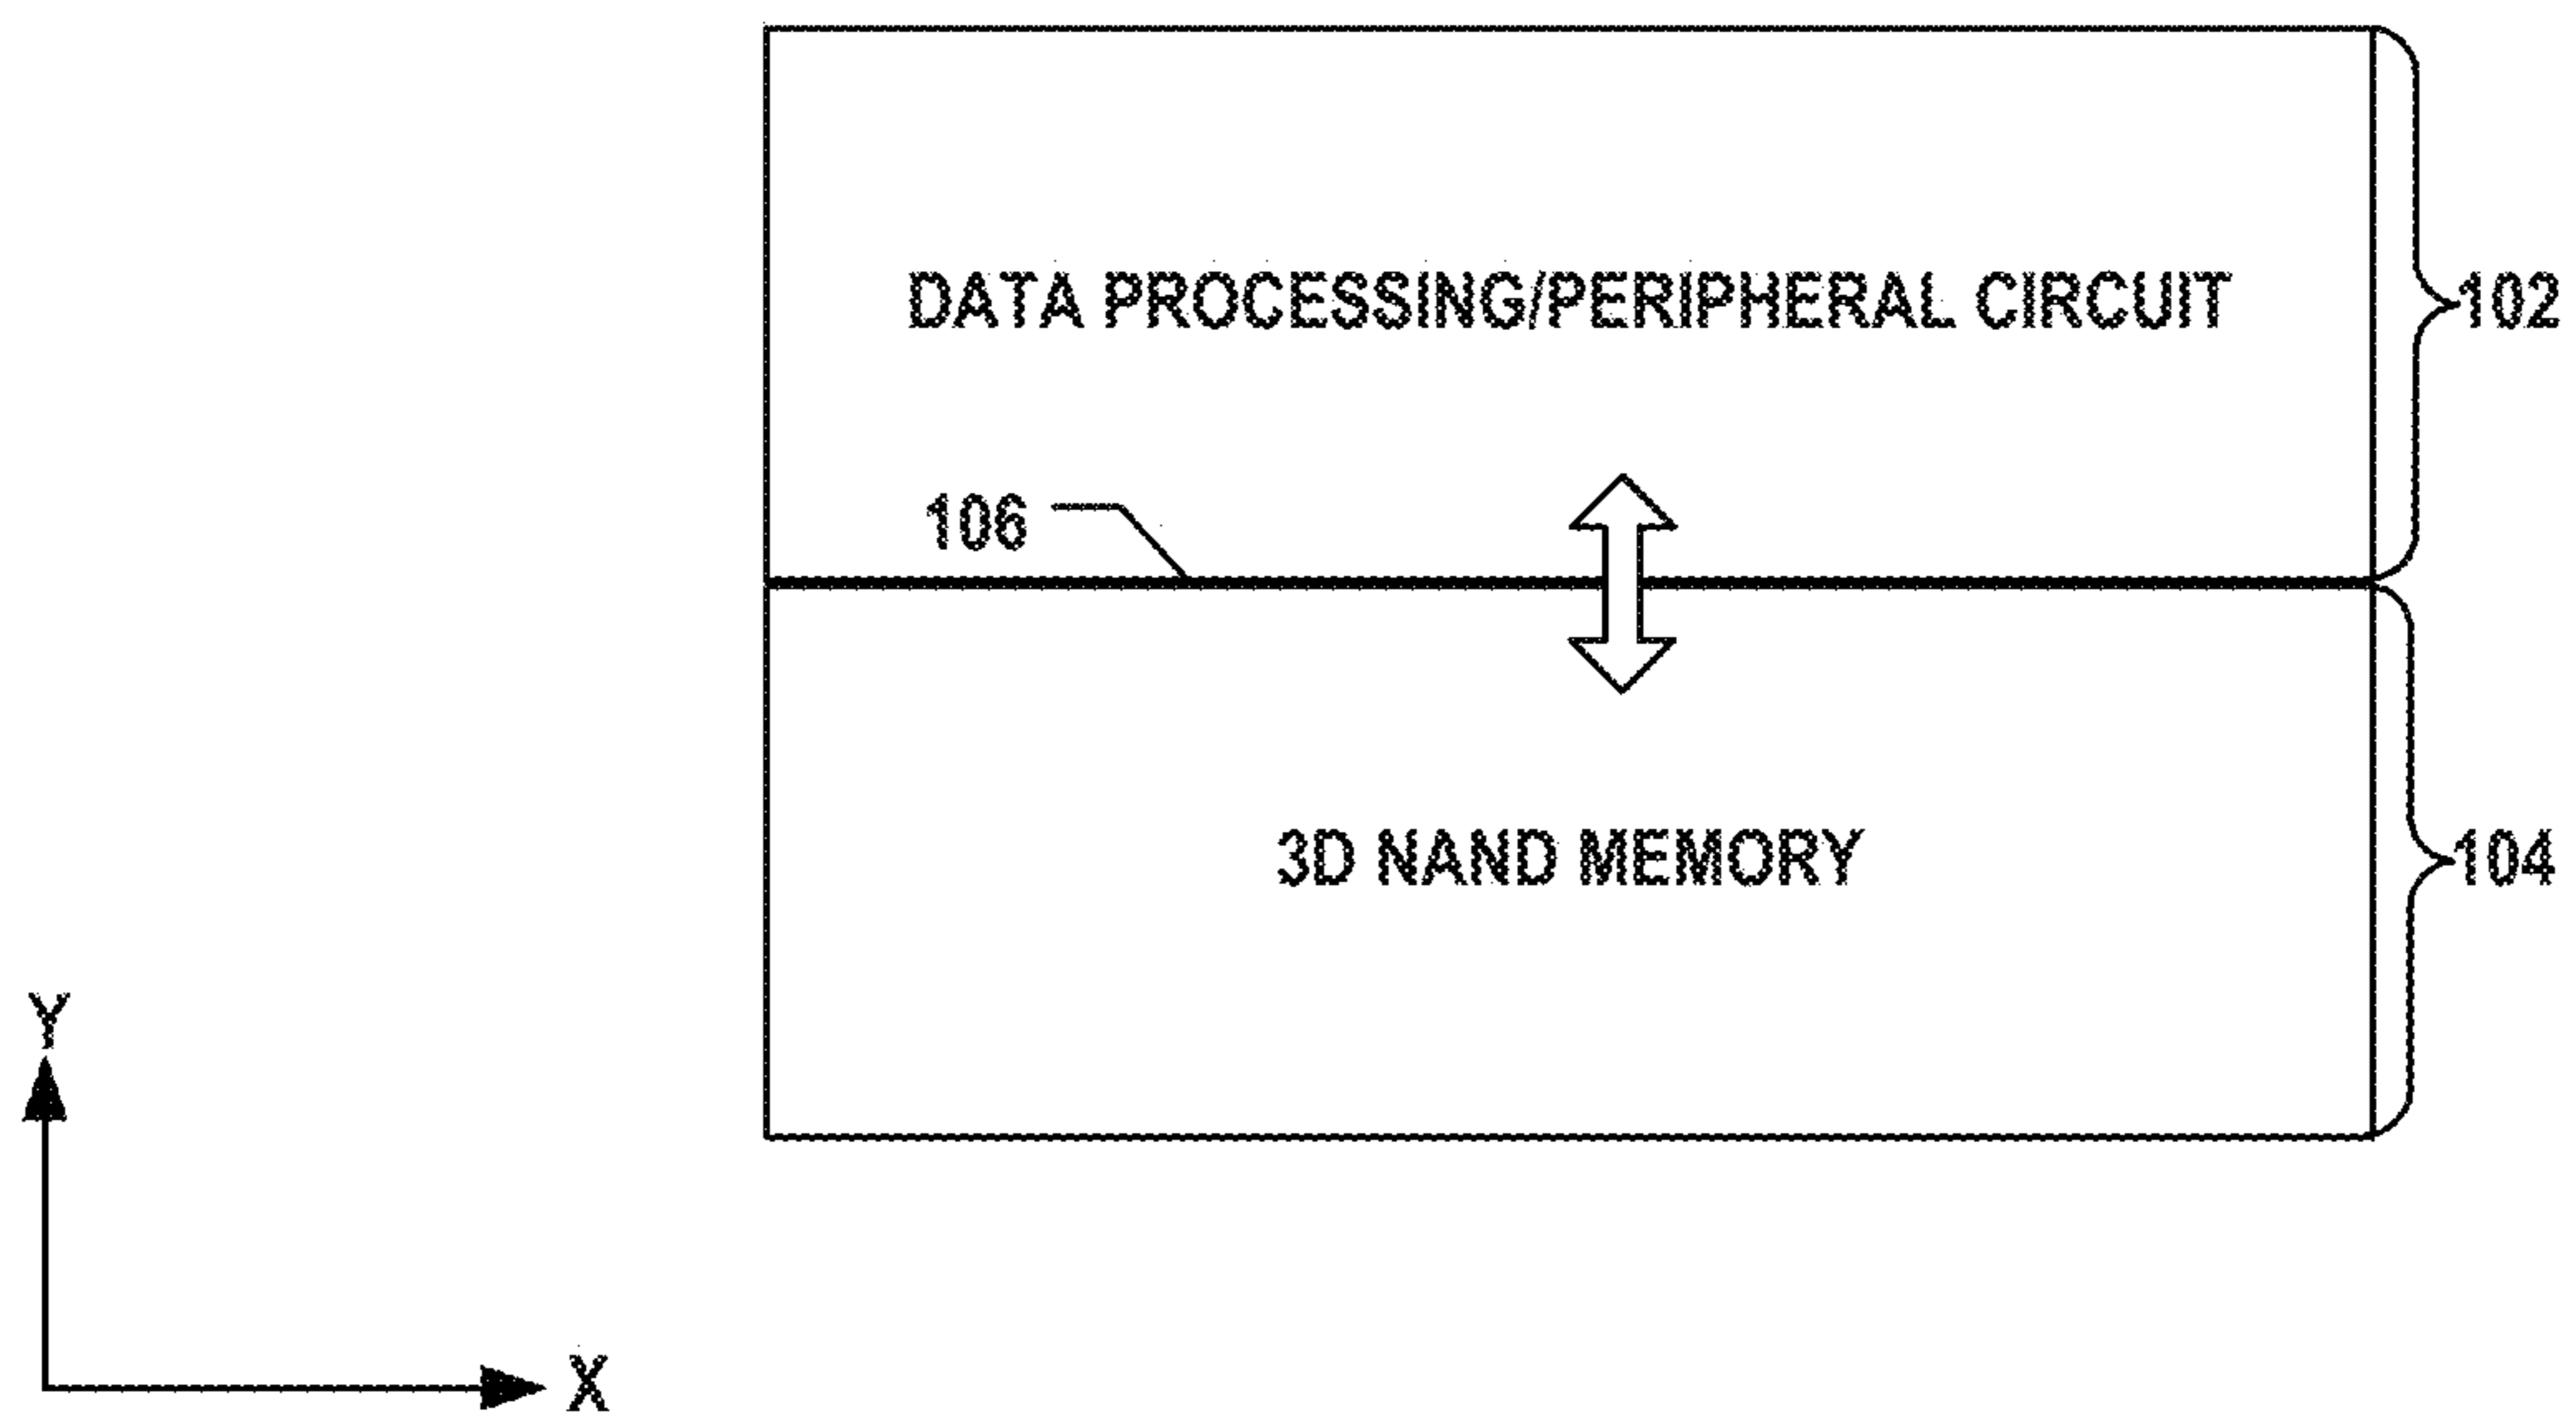 DATA PROCESSING/PERIPHERAL CIRCUIT
102
106
3D NAND MEMORY
104
Y
X